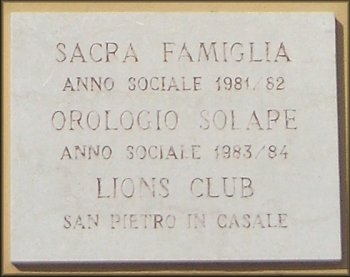 SACRA FAMIGLIA
ANNO SOCIALE 1981/82
OROLOGIO SOLARE
ANNO SOCIALE 1983/84
LIONS CLUB
SAN PIETRO IN CASALE